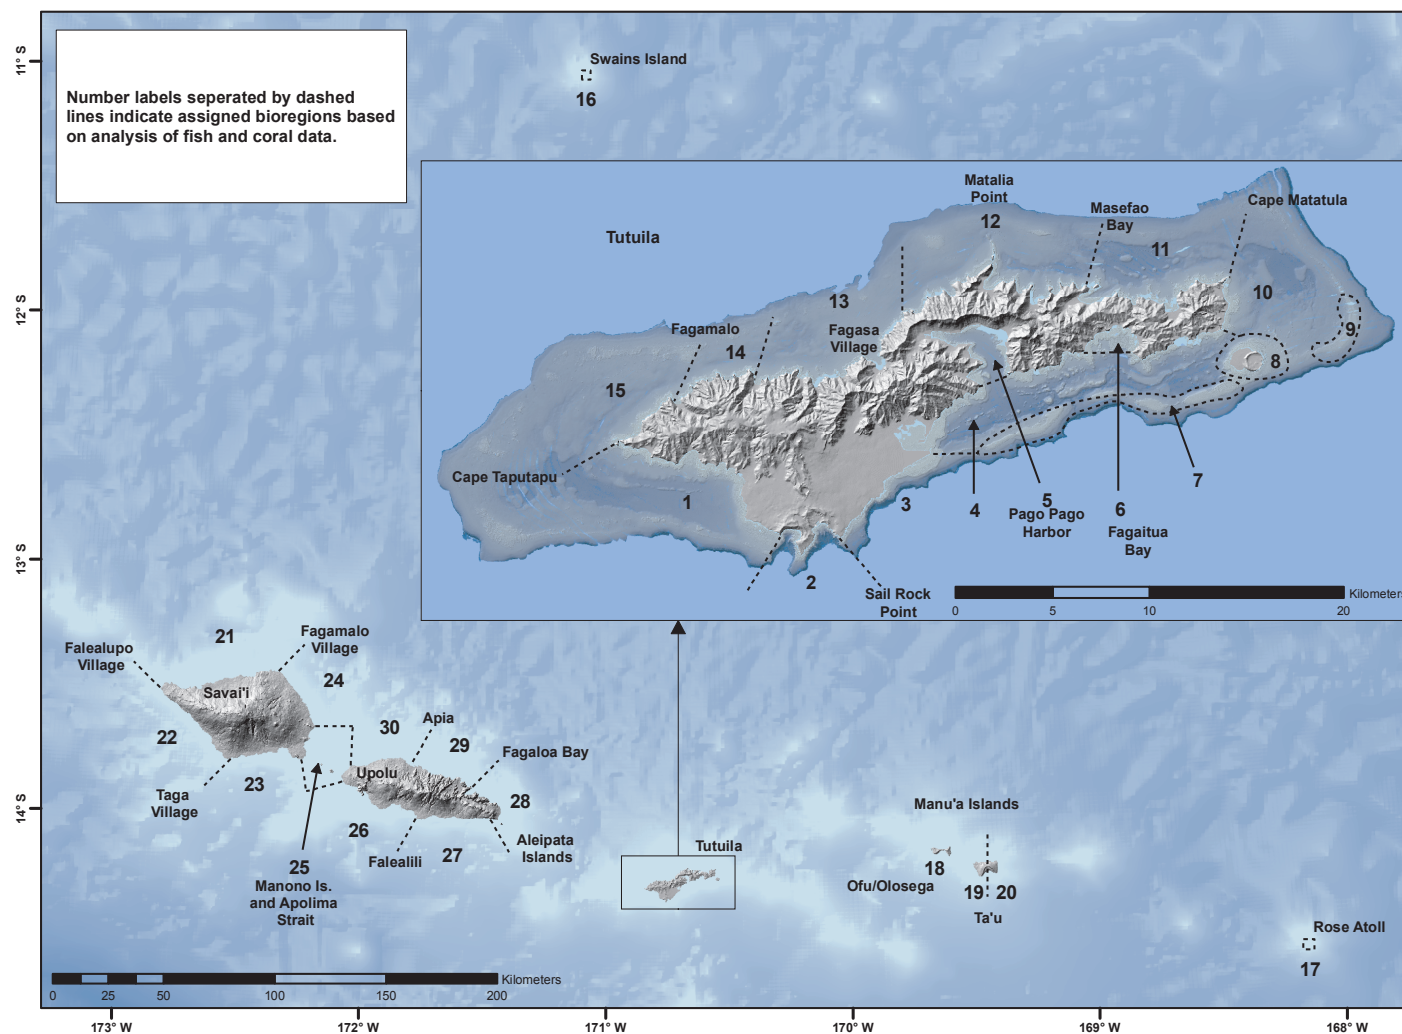 Number labels seperated by dashed
lines indicate assigned bioregions based
on analysis of fish and coral data.
11° S
12° S
13° S
14° S
Swains Island
16
Tutuila
Matalia
Point
12
Masefao
Bay
Cape Matatula
11
10
13
9
Fagamalo
14
Fagasa
Village
8
15
Cape Taputapu
1
3
4
5
Pago Pago
Harbor
6
Fagaitua
Bay
7
2
Sail Rock
Point
Kilometers
0
5
10
20
21
Fagamalo
Village
Falealupo
Village
24
Savai'i
22
30
Apia
29
Fagaloa Bay
Upolu
23
Taga
Village
28
26
Aleipata
Islands
Falealili
27
25
Manono Is.
and Apolima
Strait
Tutuila
Manu'a Islands
18
Ofu/Olosega
19
20
Ta'u
Rose Atoll
17
Kilometers
0
25
50
100
150
200
173° W
172° W
171° W
170° W
169° W
168° W